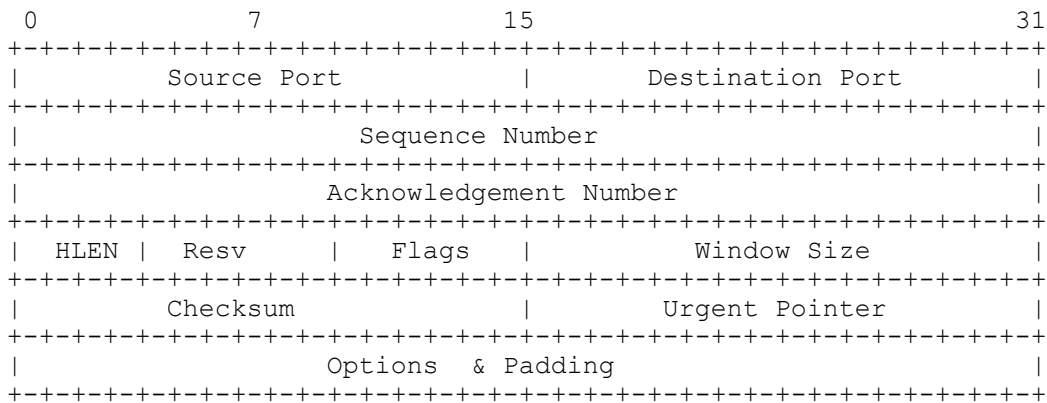 0 7 15 31
+-+-+-+-+-+-+-+-+-+-+-+-+-+-+-+-+-+-+-+-+-+-+-+-+-+-+-+-+-+-+-+-+
| Source Port | Destination Port |
+-+-+-+-+-+-+-+-+-+-+-+-+-+-+-+-+-+-+-+-+-+-+-+-+-+-+-+-+-+-+-+-+
| Sequence Number |
+-+-+-+-+-+-+-+-+-+-+-+-+-+-+-+-+-+-+-+-+-+-+-+-+-+-+-+-+-+-+-+-+
| Acknowledgement Number |
+-+-+-+-+-+-+-+-+-+-+-+-+-+-+-+-+-+-+-+-+-+-+-+-+-+-+-+-+-+-+-+-+
| HLEN | Resv | Flags | Window Size |
+-+-+-+-+-+-+-+-+-+-+-+-+-+-+-+-+-+-+-+-+-+-+-+-+-+-+-+-+-+-+-+-+
| Checksum | Urgent Pointer |
+-+-+-+-+-+-+-+-+-+-+-+-+-+-+-+-+-+-+-+-+-+-+-+-+-+-+-+-+-+-+-+-+
| Options & Padding |
+-+-+-+-+-+-+-+-+-+-+-+-+-+-+-+-+-+-+-+-+-+-+-+-+-+-+-+-+-+-+-+-+